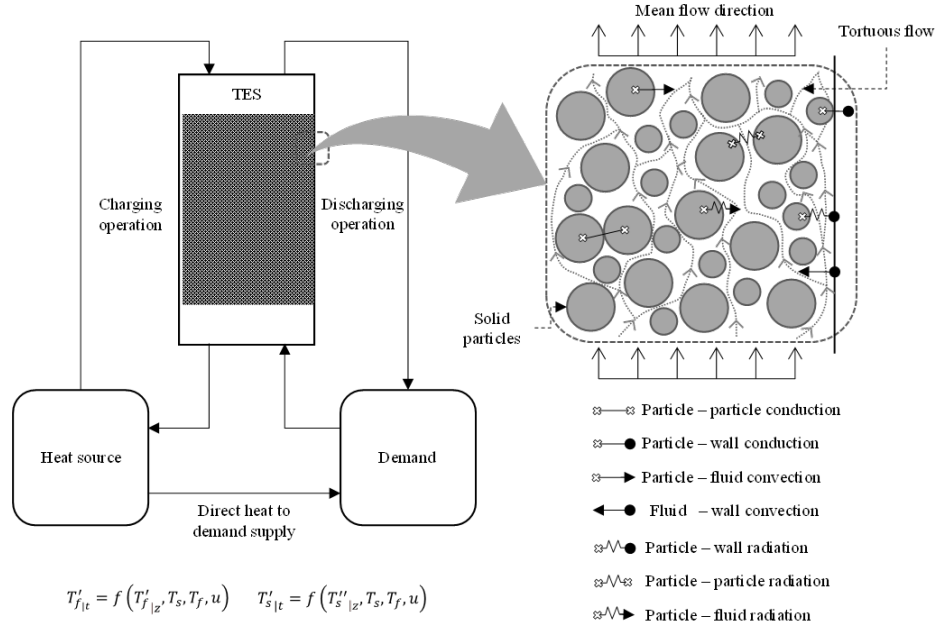 Mean flow direction
Tortuous flow
TES
Charging
operation
Discharging
operation
Solid
particles
Heat source
Demand
Direct heat to
demand supply
Particle – particle conduction
Particle – wall conduction
Particle – fluid convection
Fluid – wall convection
Particle – wall radiation
Particle – particle radiation
Particle – fluid radiation
T′f|t = f(T′f|z, Ts, Tf, u) T′s|t = f(T″s|z, Ts, Tf, u)